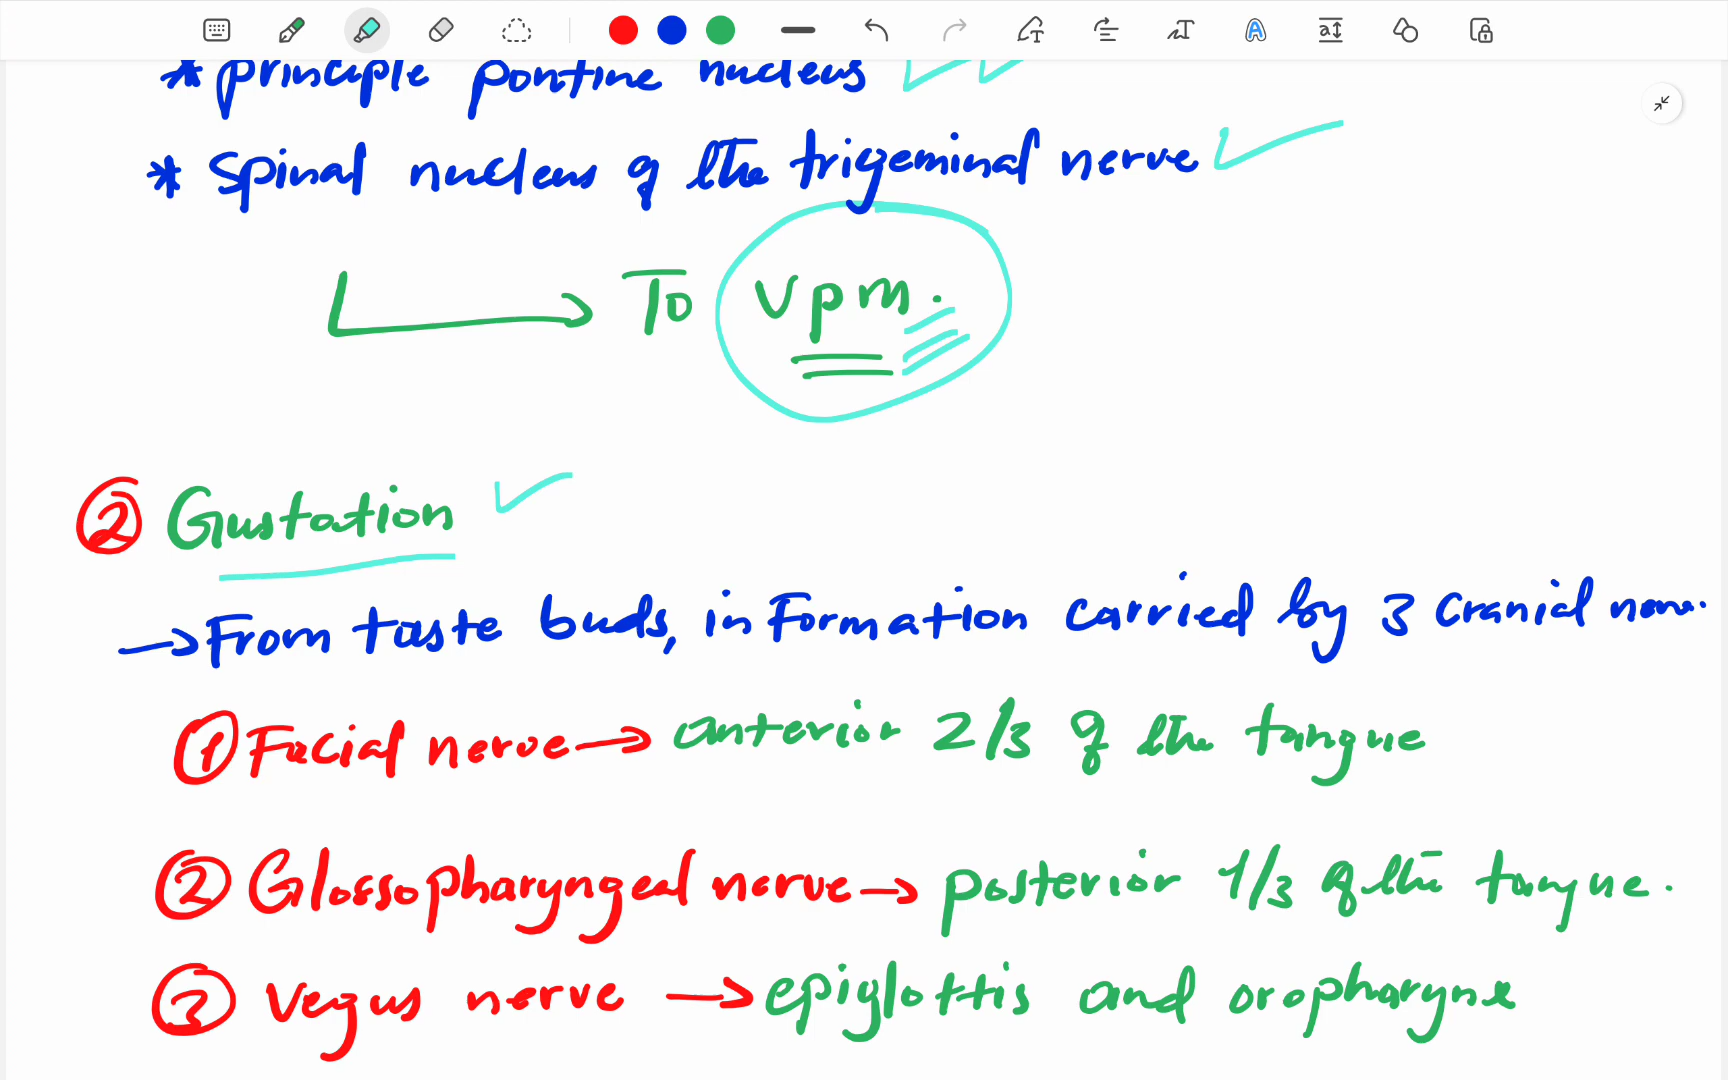 * principle pontine nucleus
* Spinal nucleus of the trigeminal nerve
To vpm.
② Gustation
→ From taste buds, information carried by 3 cranial nerve.
① Facial nerve → anterior 2/3 of the tongue
② Glossopharyngeal nerve → posterior 1/3 of the tongue.
③ Vegus nerve → epiglottis and oropharynx